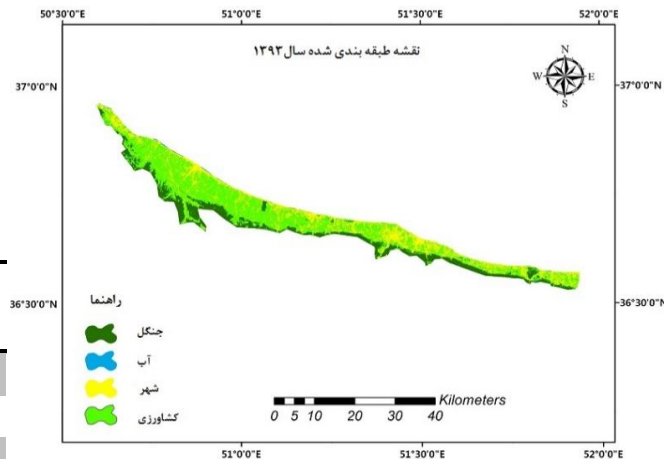 50°30'0"E 51°0'0"E 51°30'0"E 52°0'0"E
نقشه طبقه بندی شده سال۱۳۹۳
N
W E
S
37°0'0"N 37°0'0"N
36°30'0"N 36°30'0"N
راهنما
جنگل
آب
شهر
کشاورزی
Kilometers
0 5 10 20 30 40
51°0'0"E 51°30'0"E 52°0'0"E